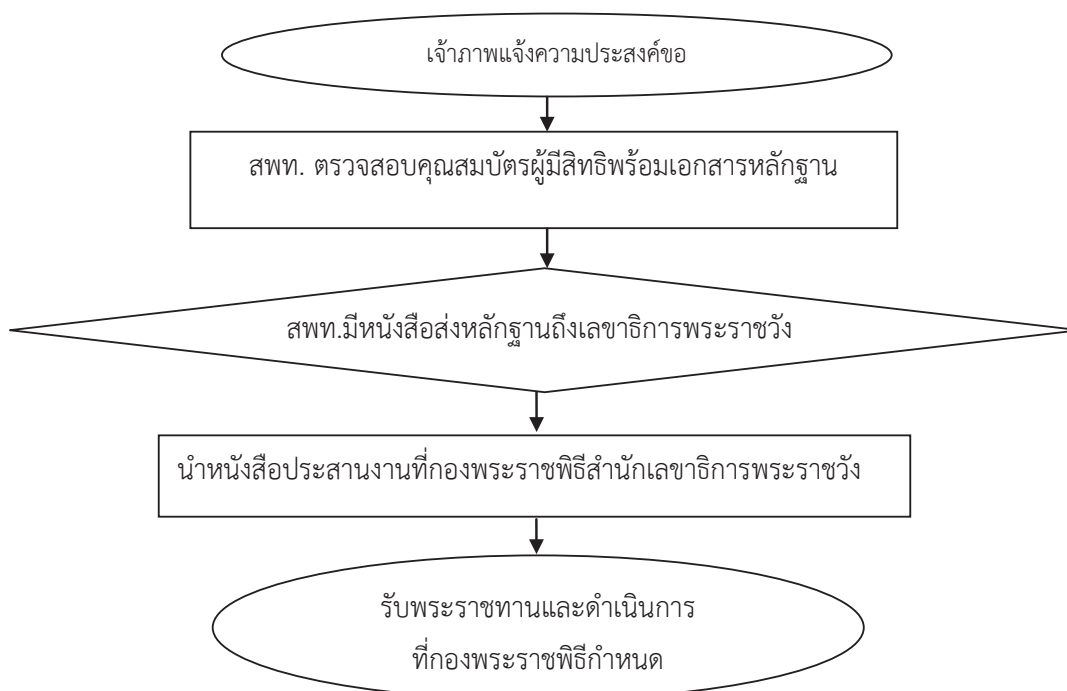 เจ้าภาพแจ้งความประสงค์ขอ
สพท. ตรวจสอบคุณสมบัตรผู้มีสิทธิพร้อมเอกสารหลักฐาน
สพท.มีหนังสือส่งหลักฐานถึงเลขาธิการพระราชวัง
นำหนังสือประสานงานที่กองพระราชพิธีสำนักเลขาธิการพระราชวัง
รับพระราชทานและดำเนินการ
ที่กองพระราชพิธีกำหนด